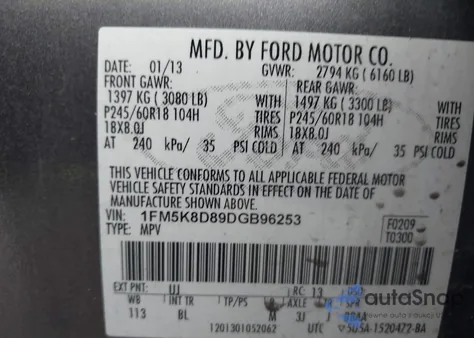 MFD. BY FORD MOTOR CO.
DATE: 01/13 GVWR: 2794 KG ( 6160 LB)
FRONT GAWR: REAR GAWR:
1397 KG ( 3080 LB) WITH 1497 KG ( 3300 LB) WITH
P245/60R18 104H TIRES P245/60R18 104H TIRES
18X8.0J RIMS 18X8.0J RIMS
AT 240 kPa/ 35 PSI COLD AT 240 kPa/ 35 PSI COLD
THIS VEHICLE CONFORMS TO ALL APPLICABLE FEDERAL MOTOR
VEHICLE SAFETY STANDARDS IN EFFECT ON THE DATE OF
MANUFACTURE SHOWN ABOVE.
VIN: 1FM5K8D89DGB96253 F0209
TYPE: MPV T0300
EXT PNT: UJ RC: 13 DSO:
WB INT TR TP/PS R AXLE TR SPR
113 BL M 3J J
1201301052062 UTC
autoSnap